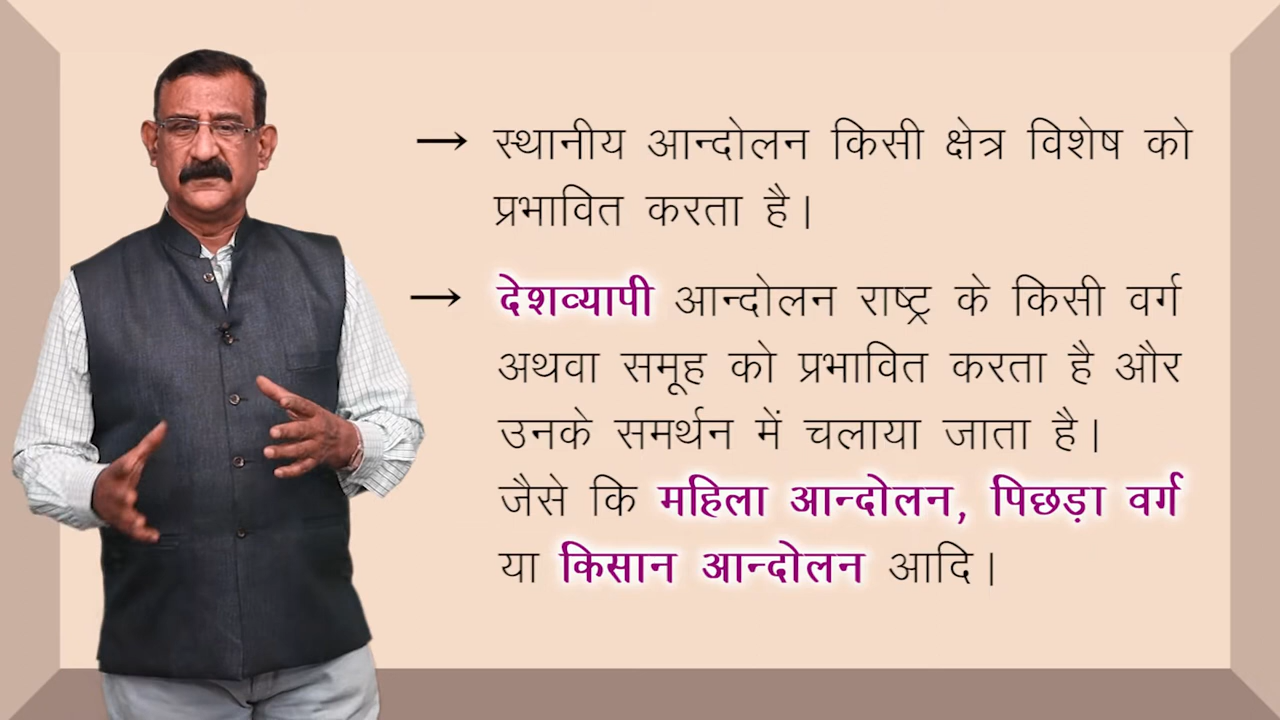 → स्थानीय आन्दोलन किसी क्षेत्र विशेष को
प्रभावित करता है।
→ देशव्यापी आन्दोलन राष्ट्र के किसी वर्ग
अथवा समूह को प्रभावित करता है और
उनके समर्थन में चलाया जाता है।
जैसे कि महिला आन्दोलन, पिछड़ा वर्ग
या किसान आन्दोलन आदि।